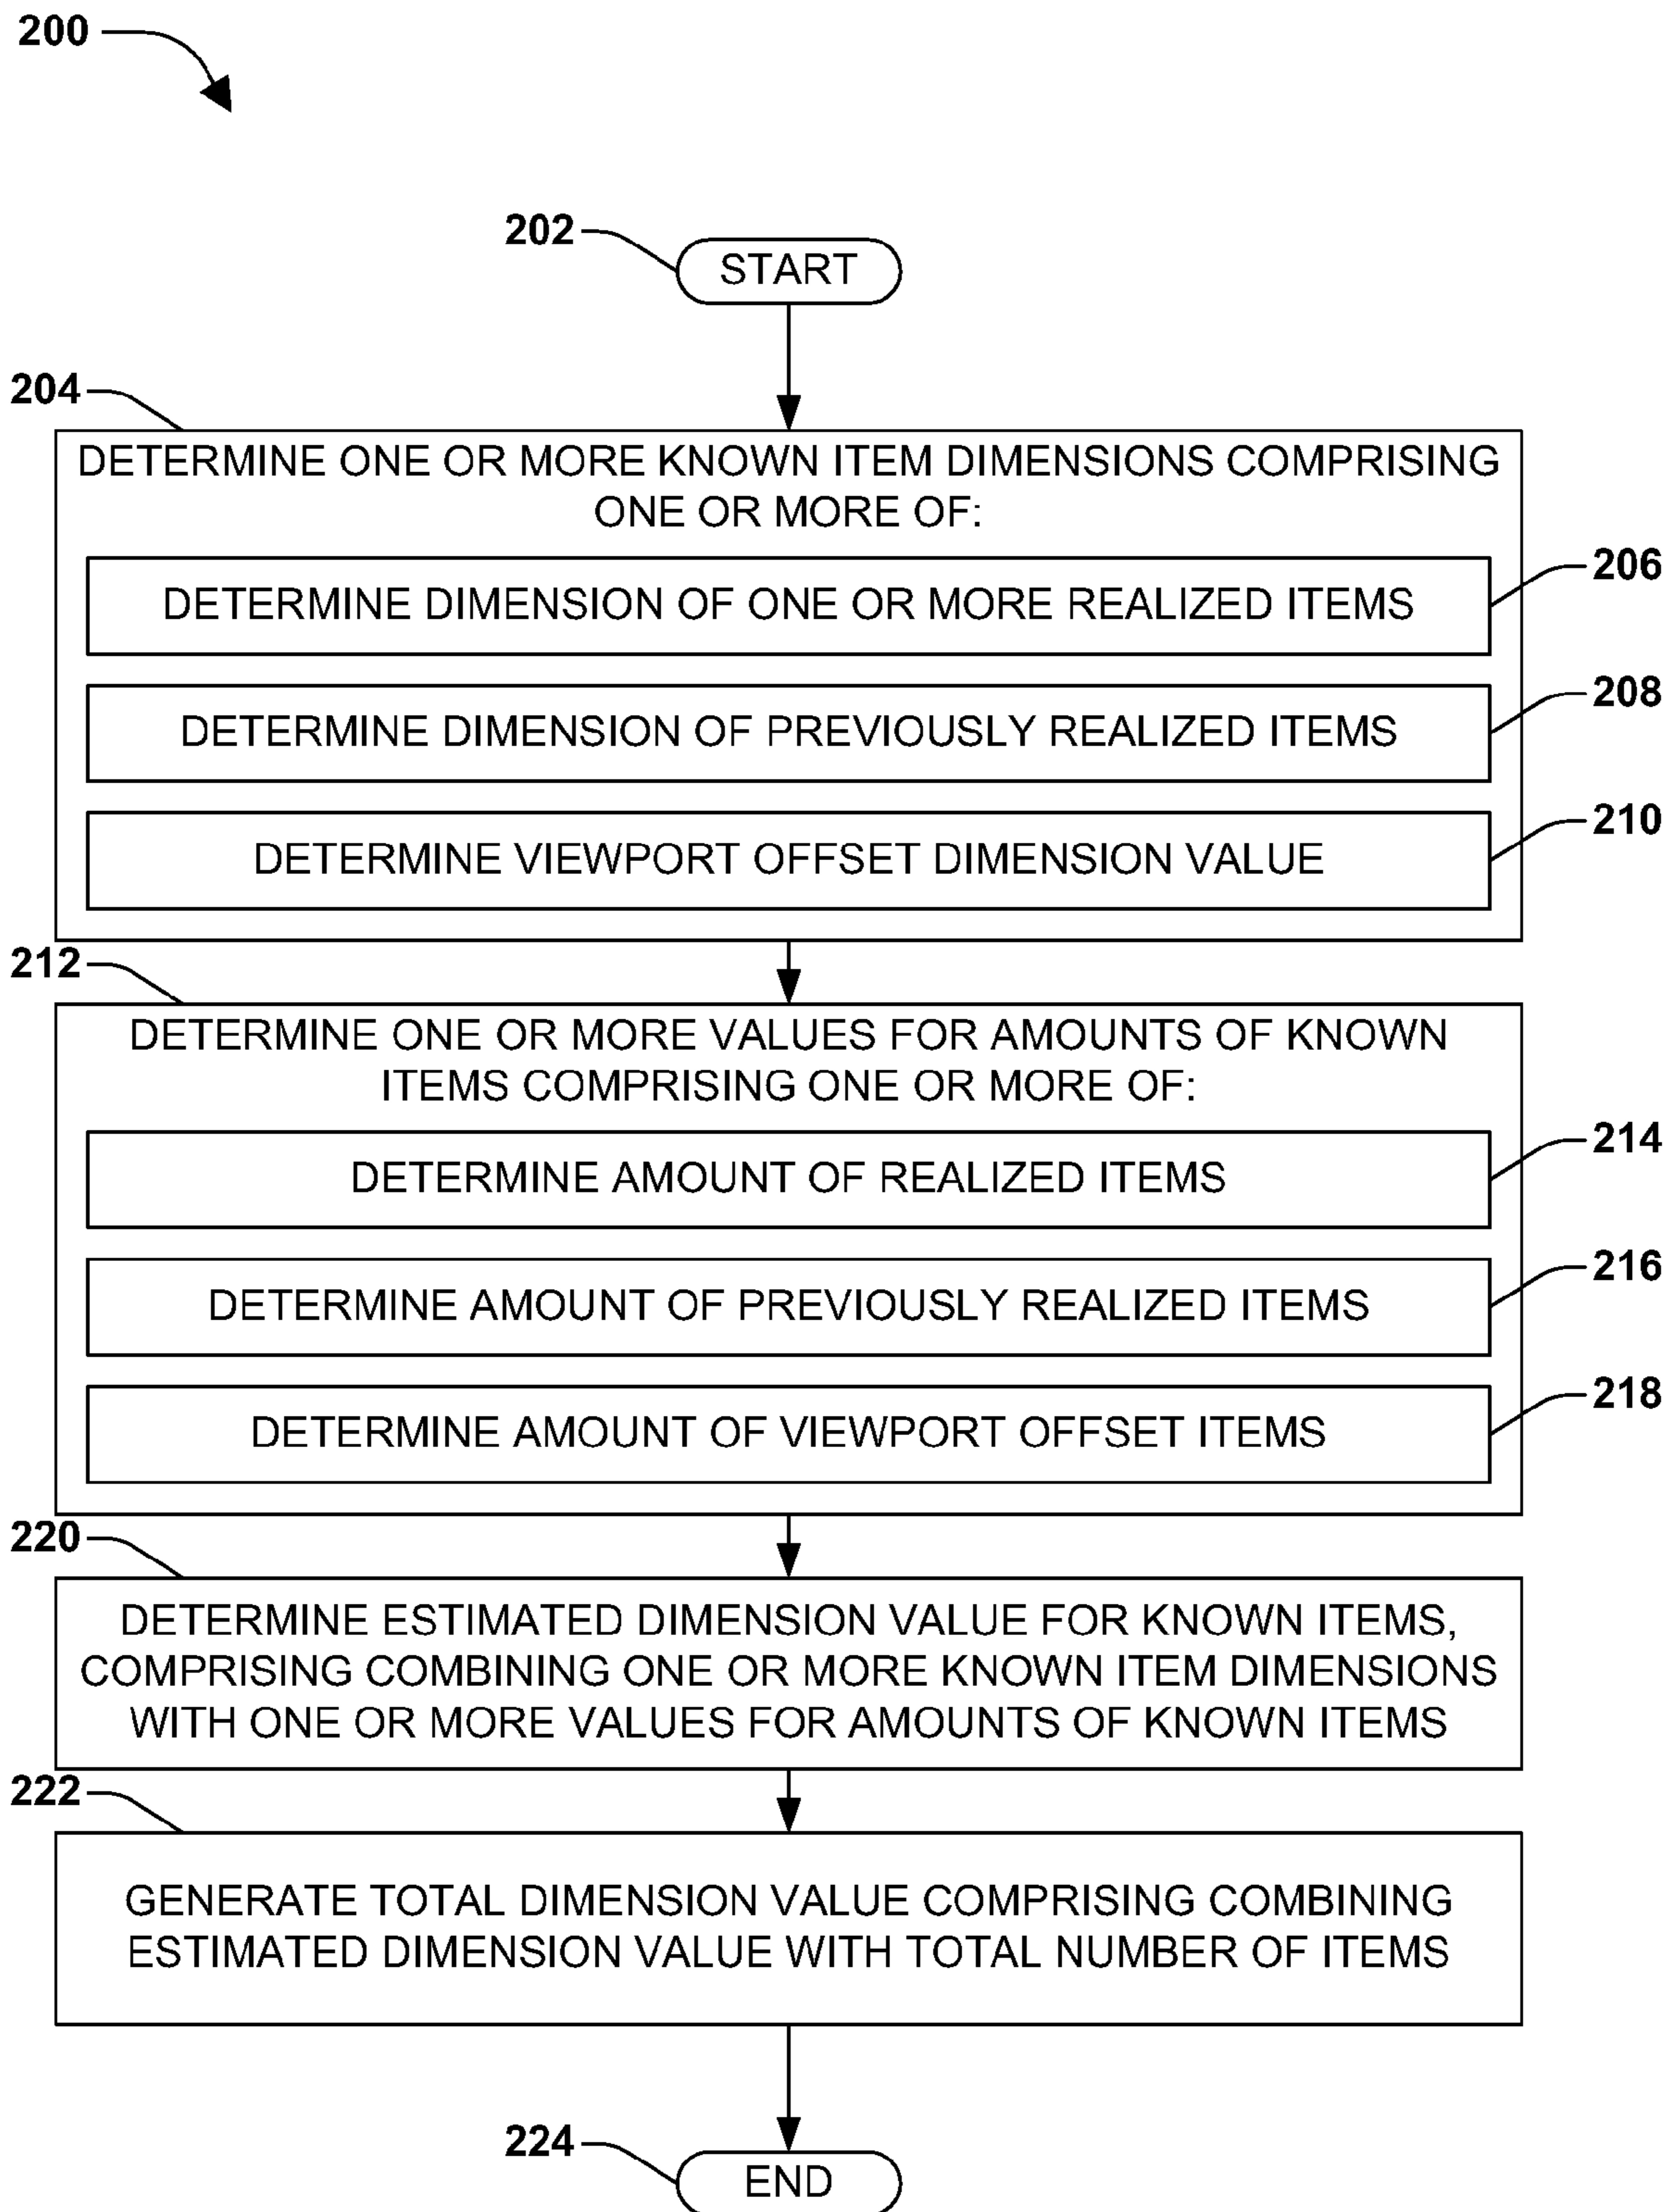 200
202
START
204
DETERMINE ONE OR MORE KNOWN ITEM DIMENSIONS COMPRISING
ONE OR MORE OF:
206
DETERMINE DIMENSION OF ONE OR MORE REALIZED ITEMS
208
DETERMINE DIMENSION OF PREVIOUSLY REALIZED ITEMS
210
DETERMINE VIEWPORT OFFSET DIMENSION VALUE
212
DETERMINE ONE OR MORE VALUES FOR AMOUNTS OF KNOWN
ITEMS COMPRISING ONE OR MORE OF:
214
DETERMINE AMOUNT OF REALIZED ITEMS
216
DETERMINE AMOUNT OF PREVIOUSLY REALIZED ITEMS
218
DETERMINE AMOUNT OF VIEWPORT OFFSET ITEMS
220
DETERMINE ESTIMATED DIMENSION VALUE FOR KNOWN ITEMS,
COMPRISING COMBINING ONE OR MORE KNOWN ITEM DIMENSIONS
WITH ONE OR MORE VALUES FOR AMOUNTS OF KNOWN ITEMS
222
GENERATE TOTAL DIMENSION VALUE COMPRISING COMBINING
ESTIMATED DIMENSION VALUE WITH TOTAL NUMBER OF ITEMS
224
END